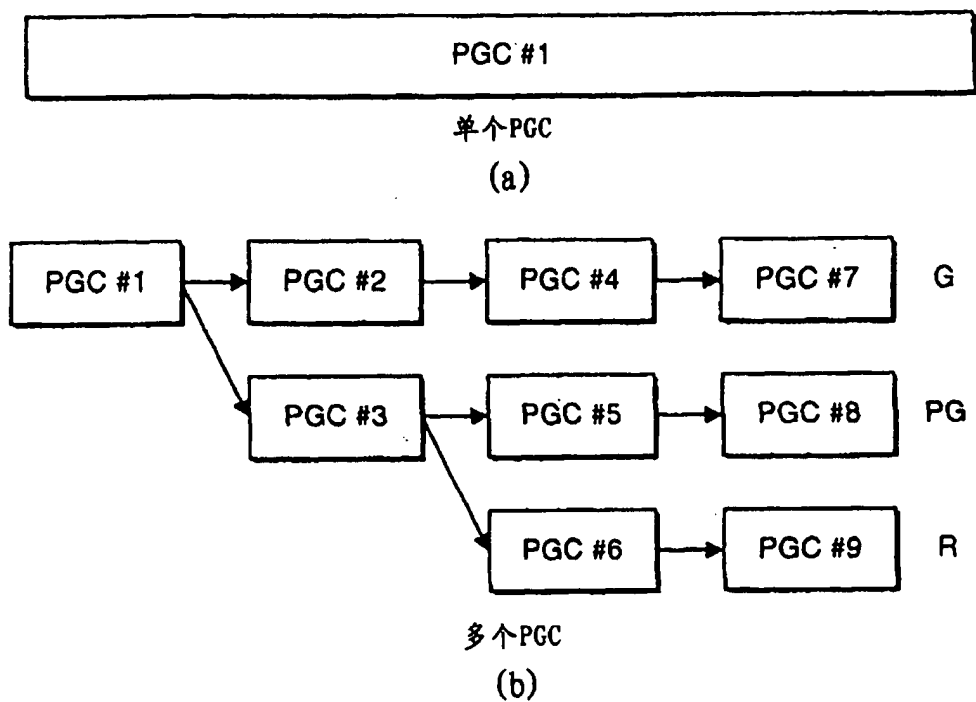 PGC #1
单个PGC
(a)
PGC #1 PGC #2 PGC #4 PGC #7 G
PGC #3 PGC #5 PGC #8 PG
PGC #6 PGC #9 R
多个PGC
(b)